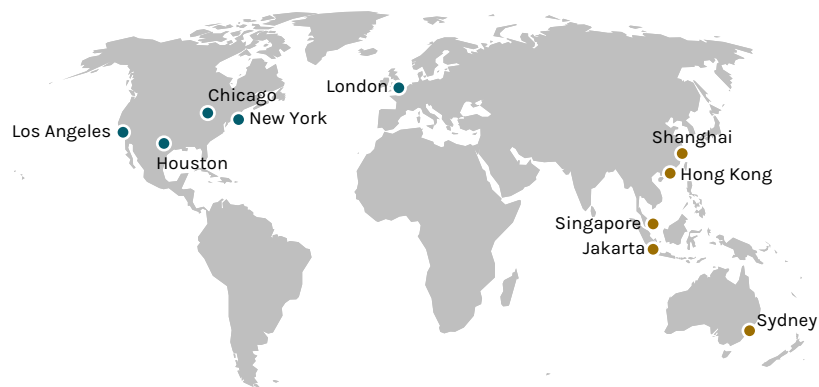 London
Chicago
New York
Los Angeles
Shanghai
Houston
Hong Kong
Singapore
Jakarta
Sydney